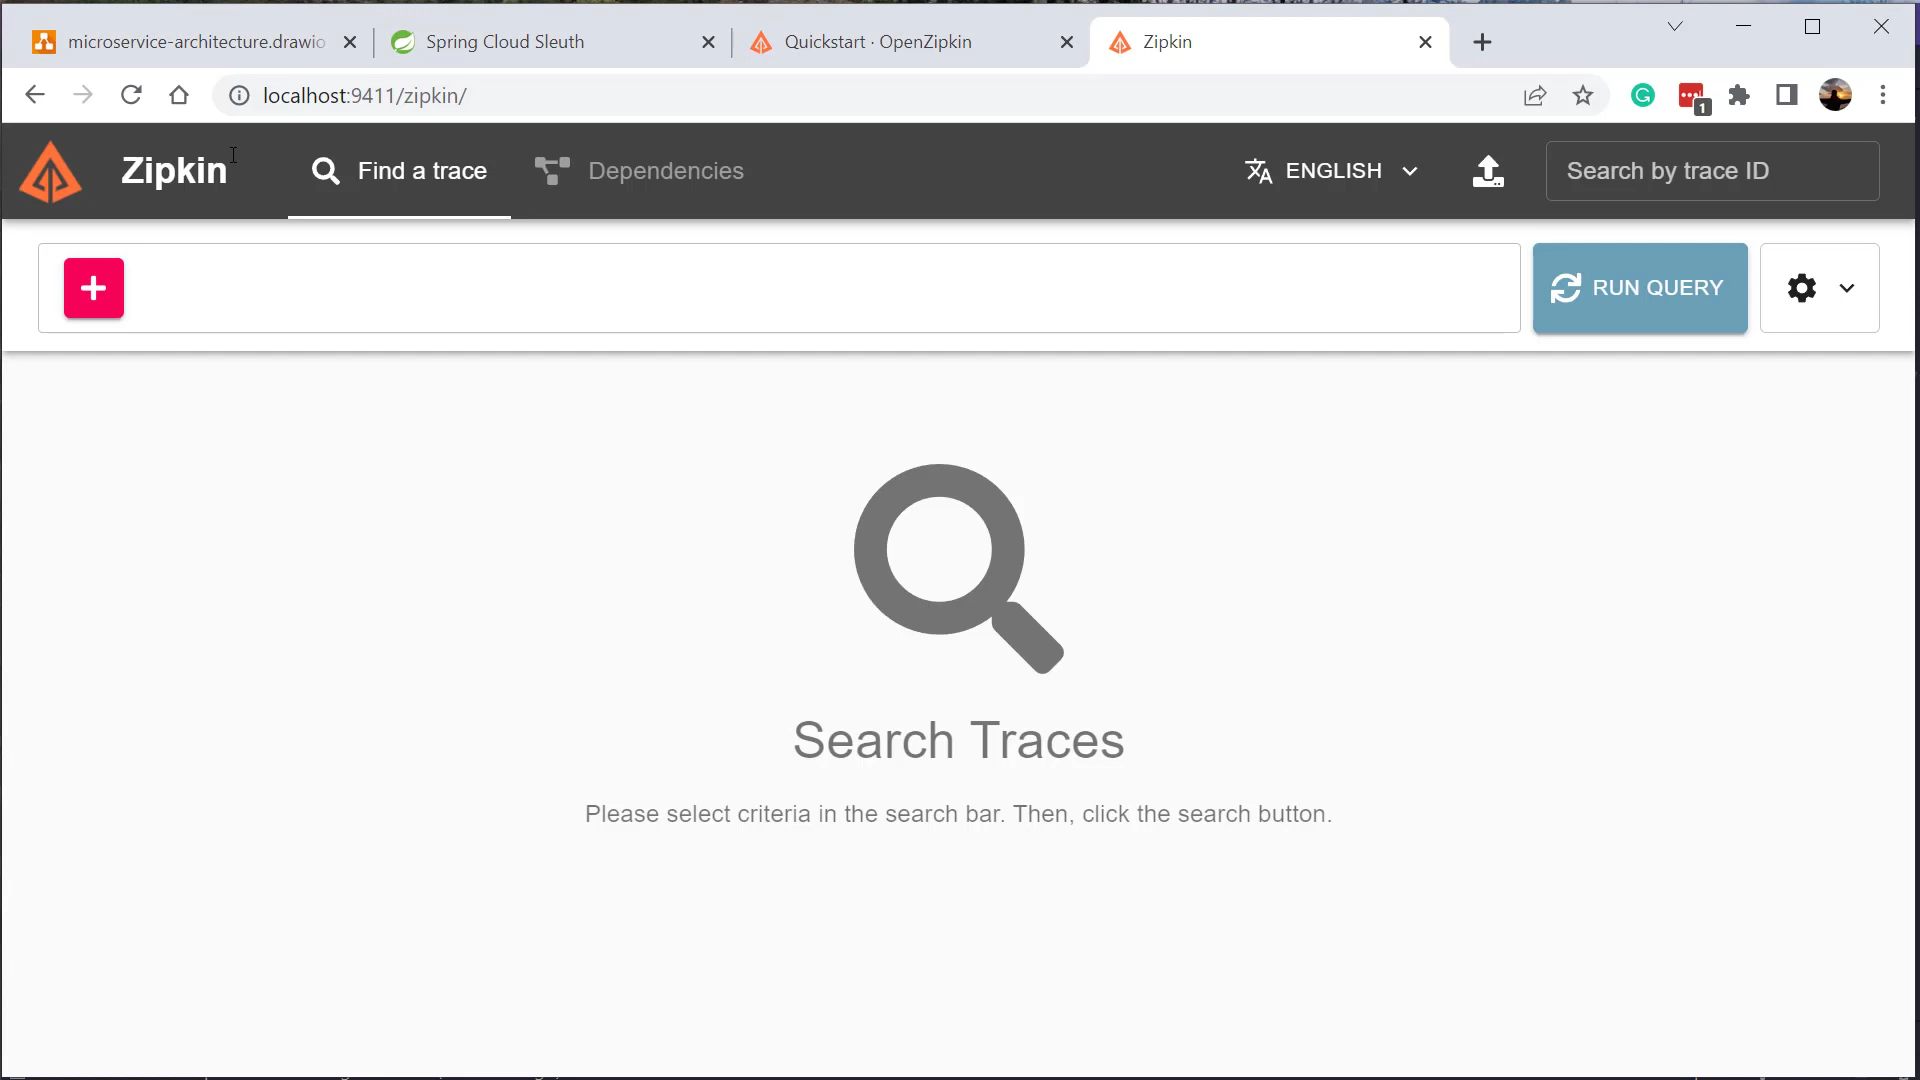 microservice-architecture.drawio
Spring Cloud Sleuth
Quickstart · OpenZipkin
Zipkin
localhost:9411/zipkin/
1
Zipkin
Find a trace
Dependencies
ENGLISH
Search by trace ID
RUN QUERY
Search Traces
Please select criteria in the search bar. Then, click the search button.